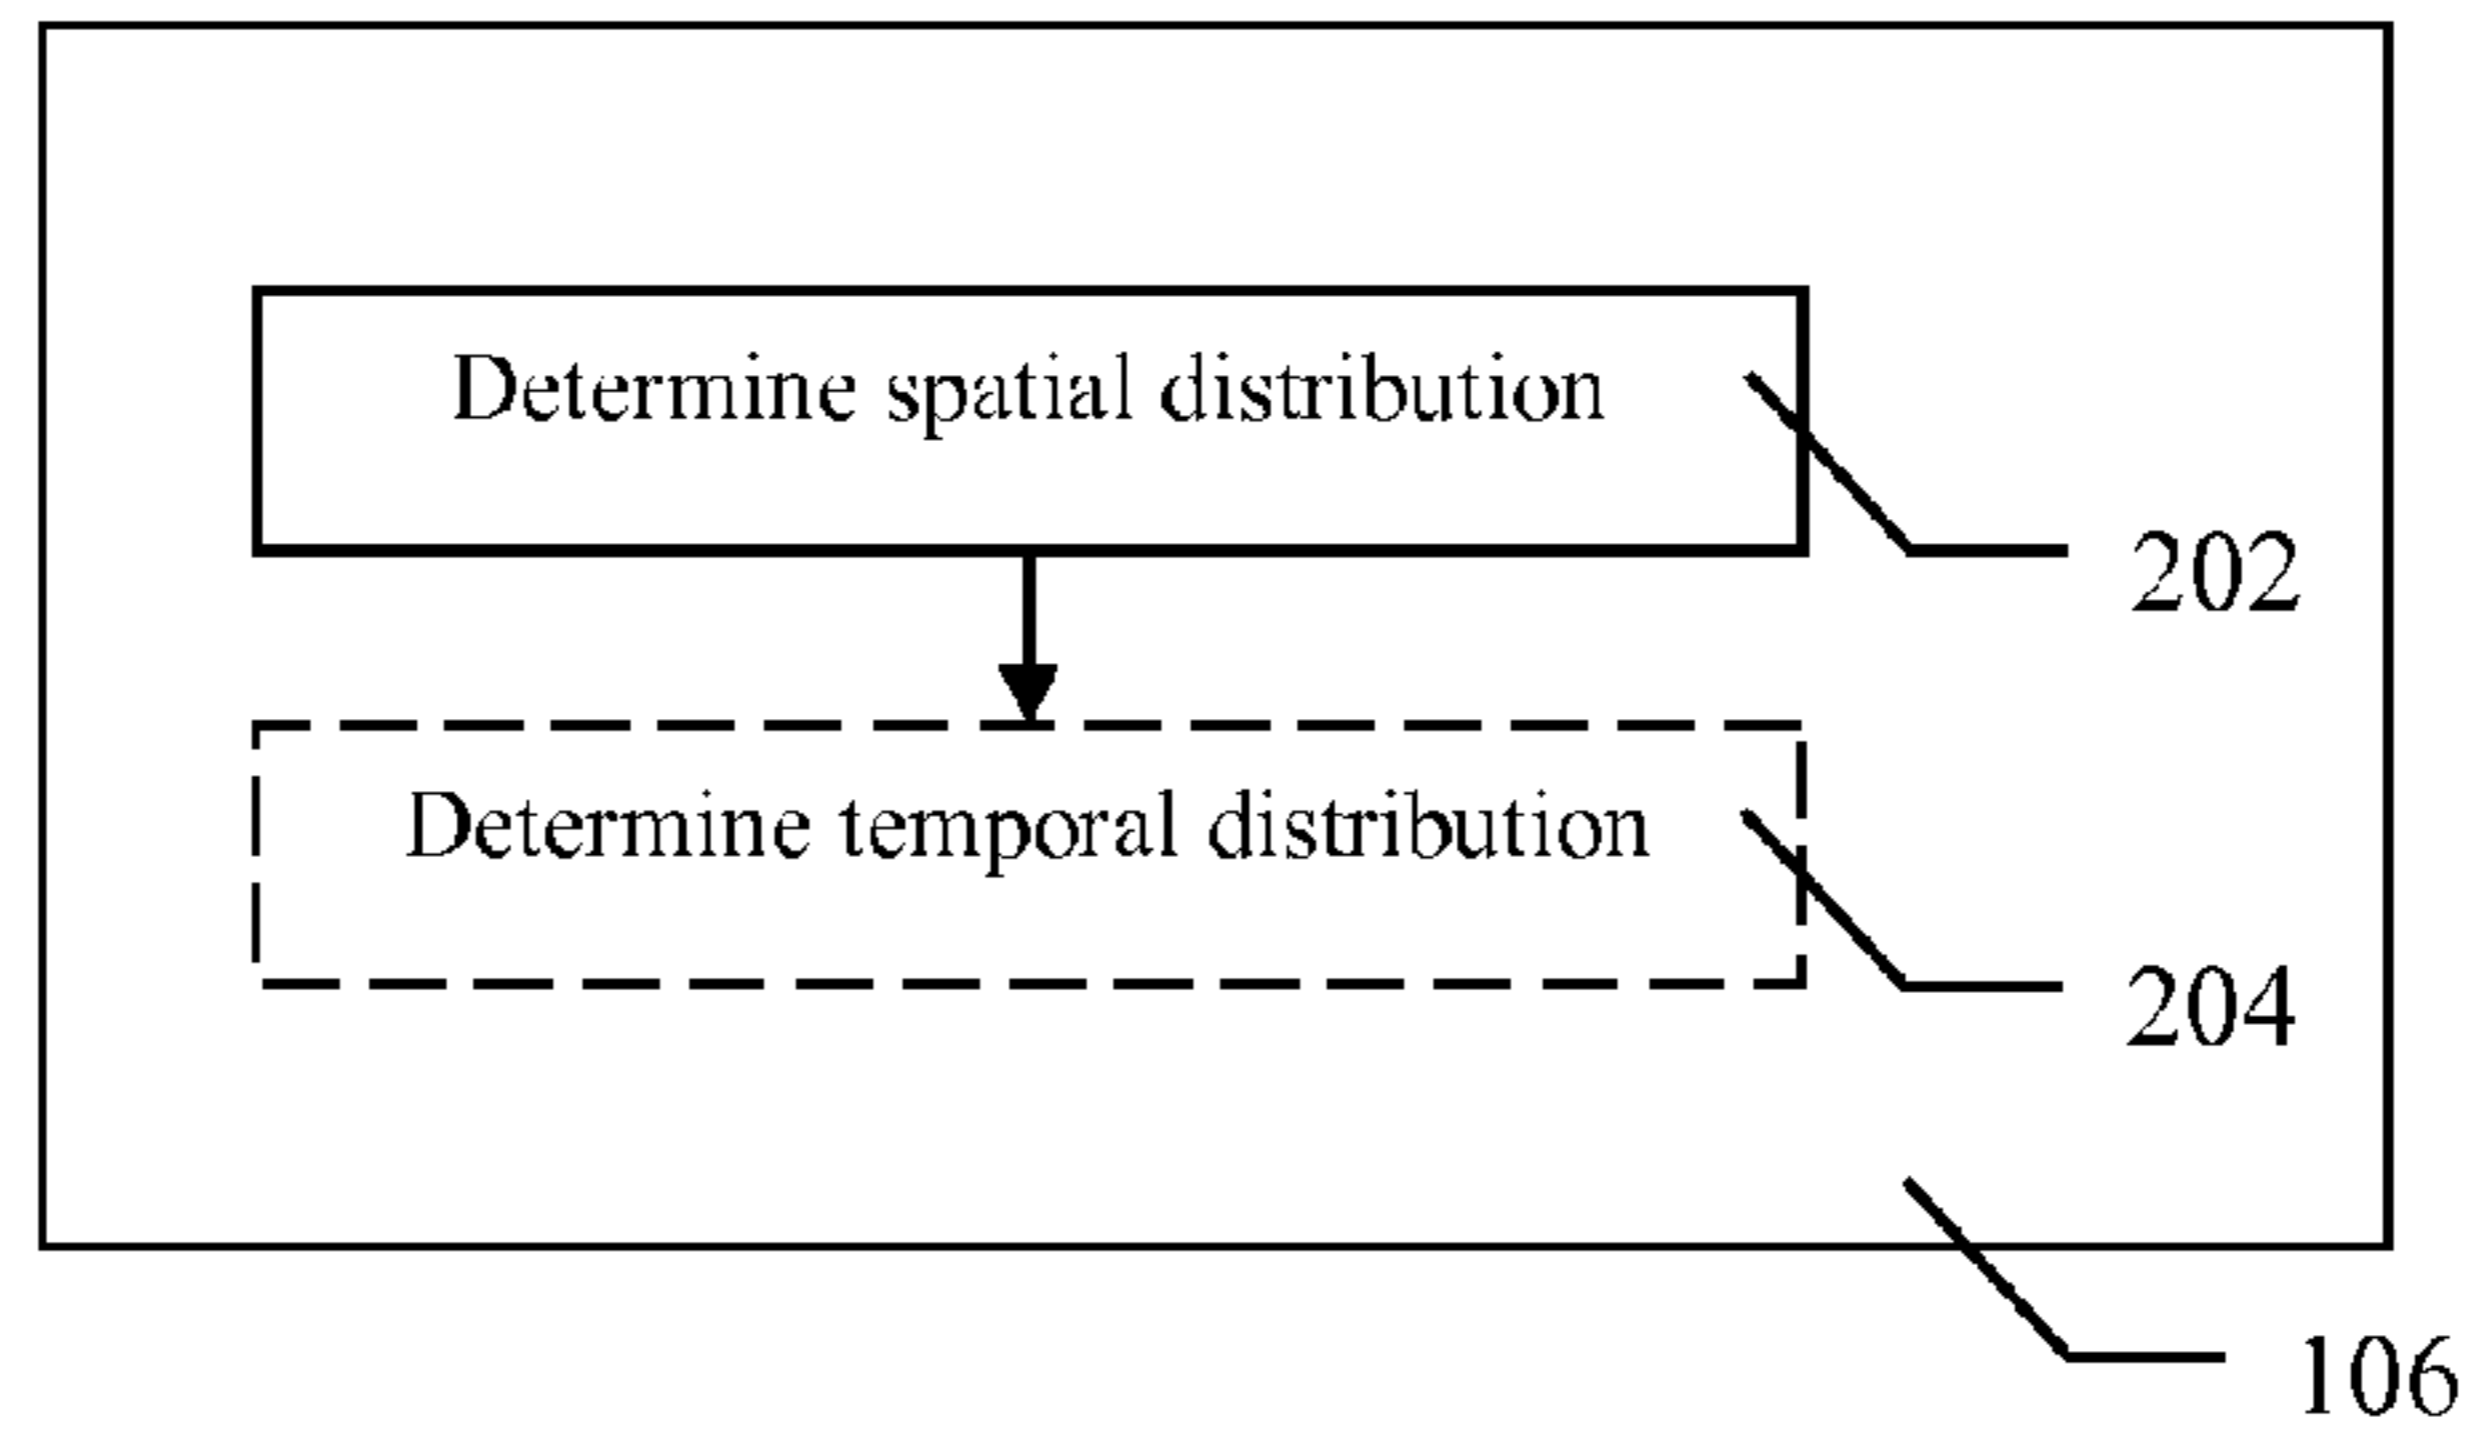 Determine spatial distribution
202
Determine temporal distribution
204
106